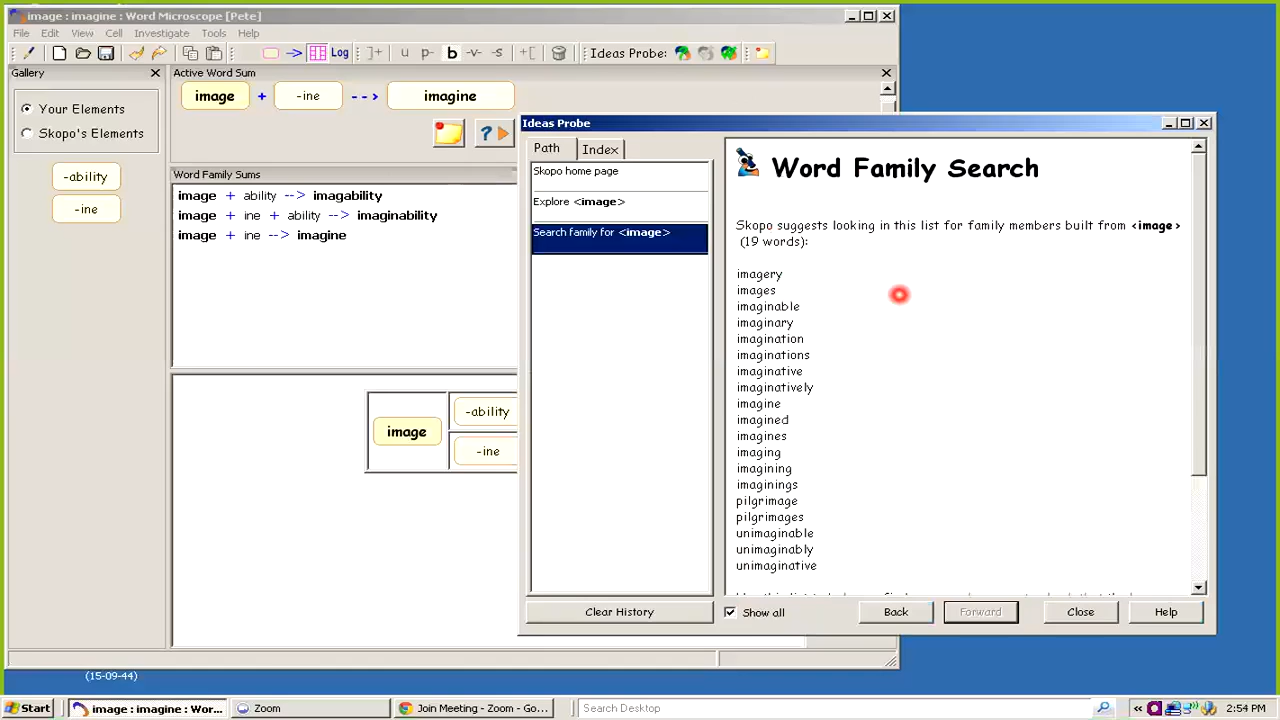 image : imagine : Word Microscope [Pete]
File Edit View Cell Investigate Tools Help
Log ]+ u p- b -v- -s +[ Ideas Probe:
Gallery
Your Elements
Skopo's Elements
-ability
-ine
Active Word Sum
image + -ine --> imagine
?
Word Family Sums
image + ability --> imagability
image + ine + ability --> imaginability
image + ine --> imagine
image
-ability
-ine
Ideas Probe
Path Index
Skopo home page
Explore <image>
Search family for <image>
Word Family Search
Skopo suggests looking in this list for family members built from <image>
(19 words):
imagery
images
imaginable
imaginary
imagination
imaginations
imaginative
imaginatively
imagine
imagined
imagines
imaging
imagining
imaginings
pilgrimage
pilgrimages
unimaginable
unimaginably
unimaginative
Clear History Show all Back Forward Close Help
(15-09-44)
Start image : imagine : Wor... Zoom Join Meeting - Zoom - Go... Search Desktop « 2:54 PM